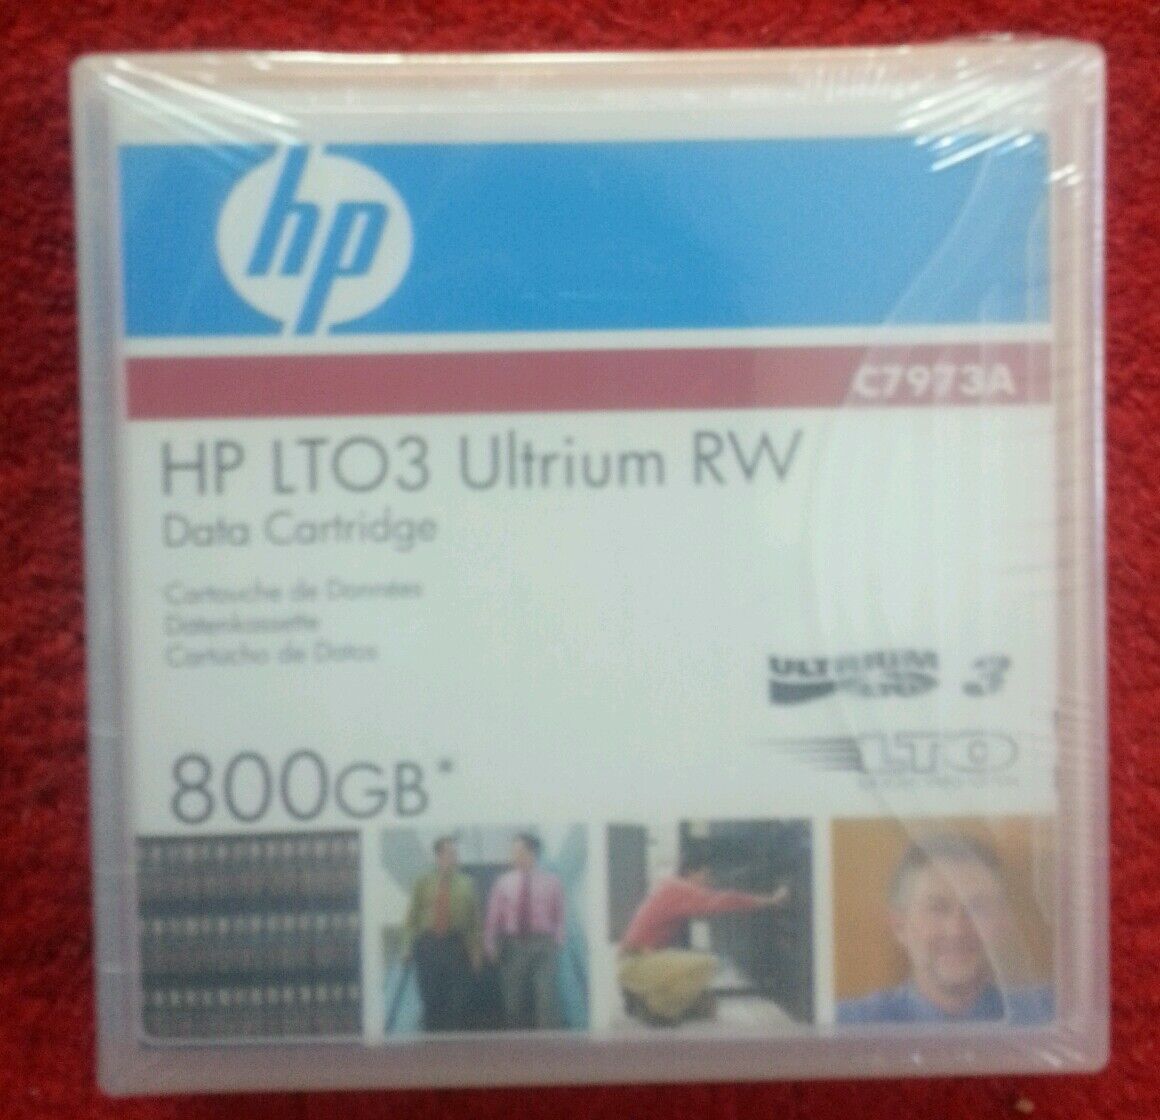 hp
C7973A
HP LTO3 Ultrium RW
Data Cartridge
Cartouche de Données
Datenkassette
Cartucho de Datos
ULTRIUM
LTO 3
LTO
800GB*